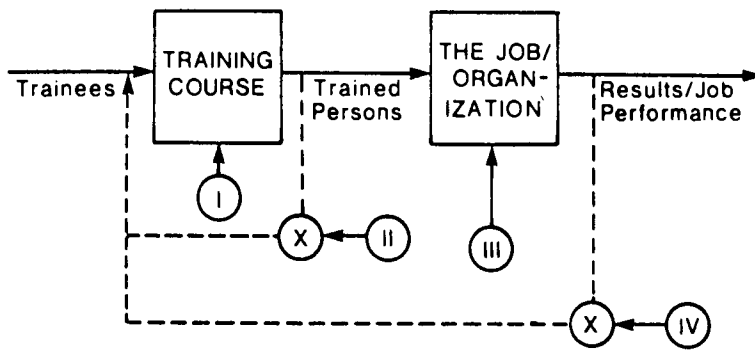 TRAINING
COURSE
THE JOB/
ORGAN-
IZATION
Trainees
Trained
Persons
Results/Job
Performance
I
X
II
III
X
IV